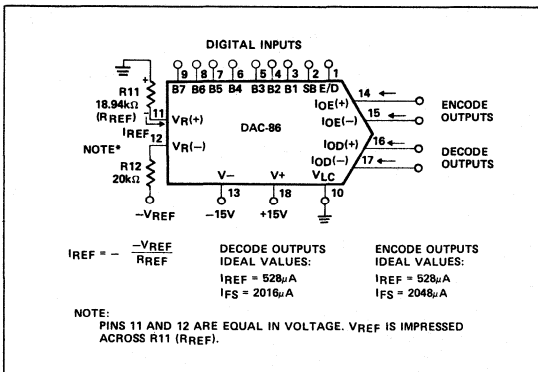 DIGITAL INPUTS
9 8 7 6 5 4 3 2 1
B7 B6 B5 B4 B3 B2 B1 SB E/D
R11
18.94kΩ
(RREF)
IREF
+
−
11
VR(+)
DAC-86
NOTE*
12
VR(−)
R12
20kΩ
−VREF
IOE(+)
14
IOE(−)
15
ENCODE
OUTPUTS
IOD(+)
16
IOD(−)
17
DECODE
OUTPUTS
V− V+ VLC
13 18 10
−15V +15V
IREF = − −VREF / RREF
DECODE OUTPUTS
IDEAL VALUES:
IREF = 528μA
IFS = 2016μA
ENCODE OUTPUTS
IDEAL VALUES:
IREF = 528μA
IFS = 2048μA
NOTE:
PINS 11 AND 12 ARE EQUAL IN VOLTAGE. VREF IS IMPRESSED
ACROSS R11 (RREF).